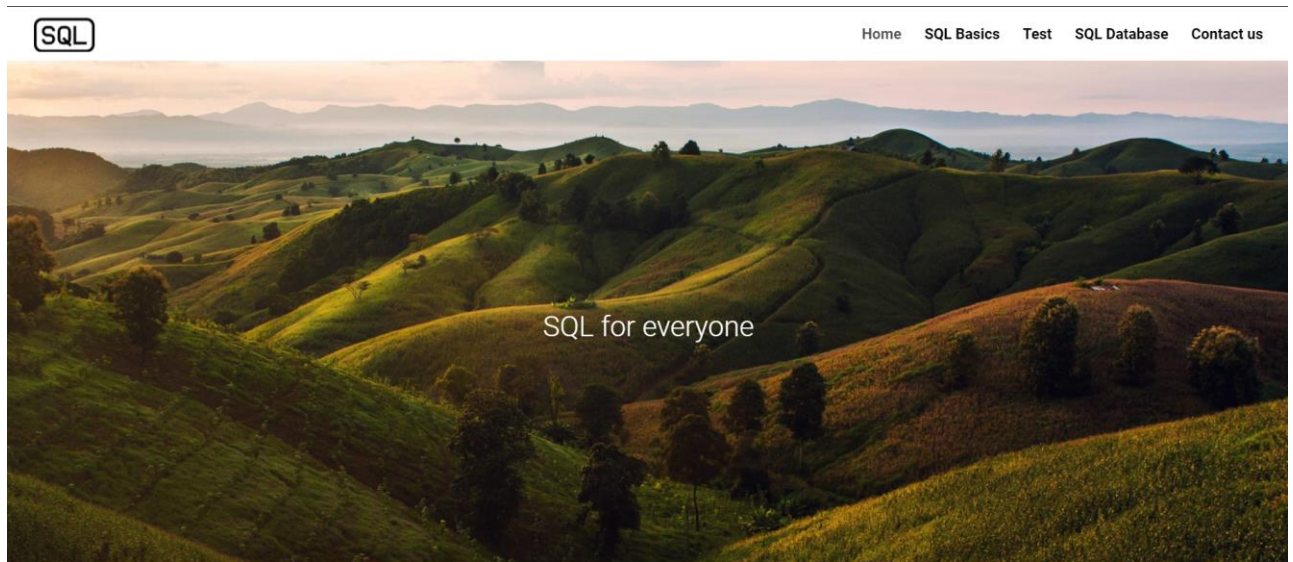 SQL
Home SQL Basics Test SQL Database Contact us
SQL for everyone